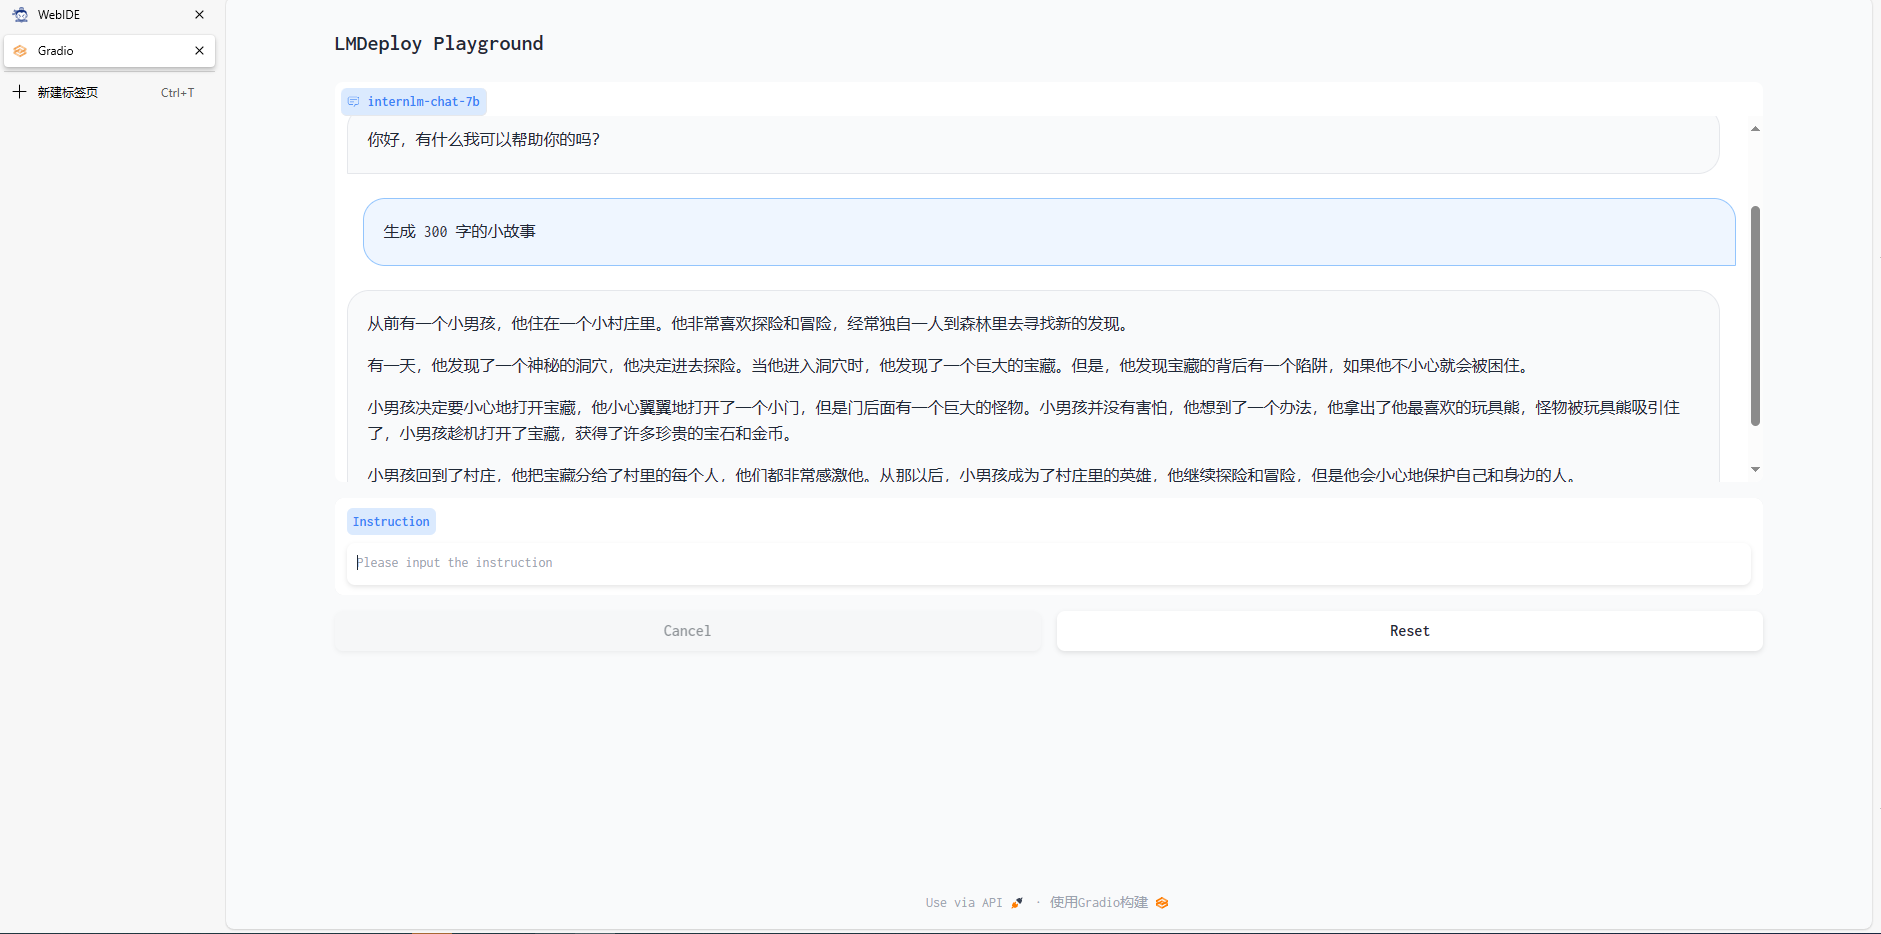 WebIDE
Gradio
新建标签页 Ctrl+T
LMDeploy Playground
internlm-chat-7b
你好，有什么我可以帮助你的吗？
生成 300 字的小故事
从前有一个小男孩，他住在一个小村庄里。他非常喜欢探险和冒险，经常独自一人到森林里去寻找新的发现。
有一天，他发现了一个神秘的洞穴，他决定进去探险。当他进入洞穴时，他发现了一个巨大的宝藏。但是，他发现宝藏的背后有一个陷阱，如果他不小心就会被困住。
小男孩决定要小心地打开宝藏，他小心翼翼地打开了一个小门，但是门后面有一个巨大的怪物。小男孩并没有害怕，他想到了一个办法，他拿出了他最喜欢的玩具熊，怪物被玩具熊吸引住
了，小男孩趁机打开了宝藏，获得了许多珍贵的宝石和金币。
小男孩回到了村庄，他把宝藏分给了村里的每个人，他们都非常感激他。从那以后，小男孩成为了村庄里的英雄，他继续探险和冒险，但是他会小心地保护自己和身边的人。
Instruction
Please input the instruction
Cancel
Reset
Use via API · 使用Gradio构建